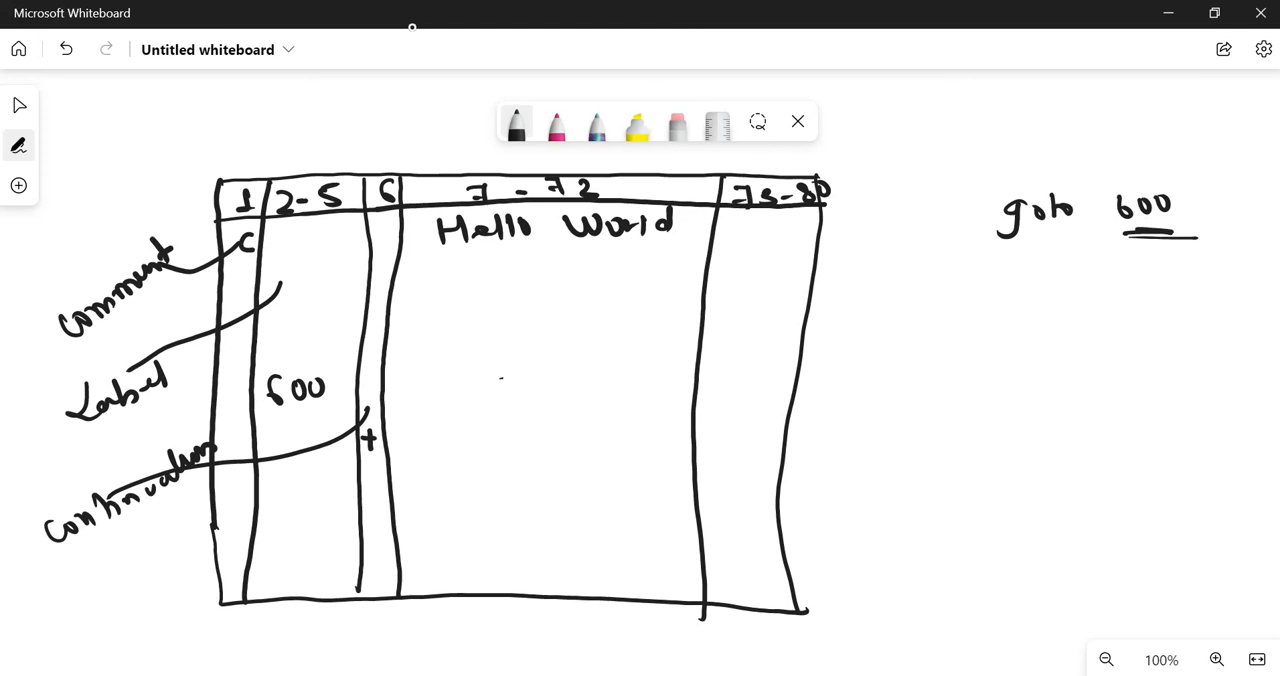 Microsoft Whiteboard
Untitled whiteboard
1 2-5 6 7-72 73-80
Hello World
goto 600
C
comment
Label
600
+
continuation
100%